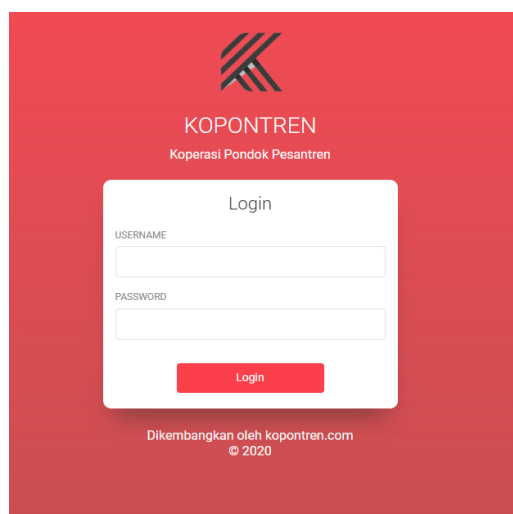 KOPONTREN
Koperasi Pondok Pesantren
Login
USERNAME
PASSWORD
Login
Dikembangkan oleh kopontren.com
© 2020